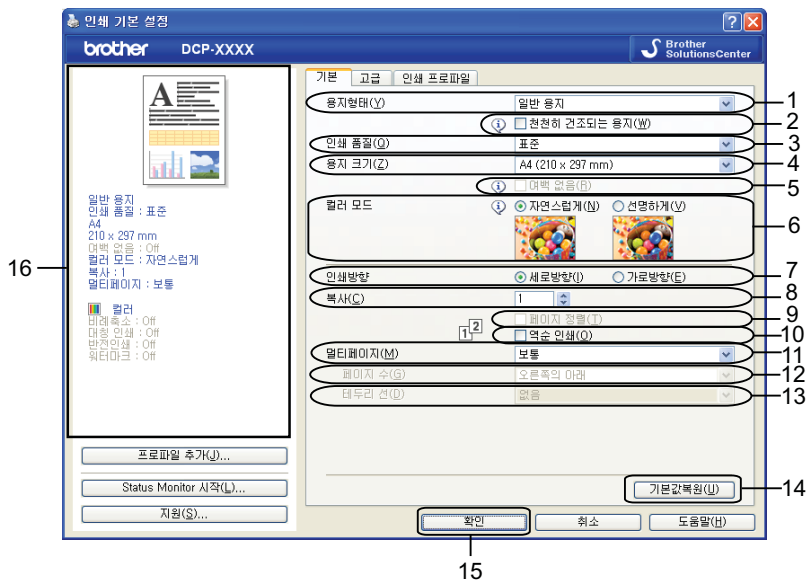 인쇄 기본 설정
brother DCP-XXXX
Brother
SolutionsCenter
기본 고급 인쇄 프로파일
용지형태(Y) 일반 용지 1
천천히 건조되는 용지(W) 2
인쇄 품질(Q) 표준 3
용지 크기(Z) A4 (210 x 297 mm) 4
여백 없음(R) 5
컬러 모드 자연스럽게(N) 선명하게(V) 6
인쇄방향 세로방향(I) 가로방향(E) 7
복사(C) 1 8
페이지 정렬(T) 9
12 역순 인쇄(O) 10
멀티페이지(M) 보통 11
페이지 수(G) 오른쪽의 아래 12
테두리 선(D) 없음 13
기본값복원(U) 14
확인 취소 도움말(H)
15
16
A
일반 용지
인쇄 품질 : 표준
A4
210 x 297 mm
여백 없음 : Off
컬러 모드 : 자연스럽게
복사 : 1
멀티페이지 : 보통
컬러
비례축소 : Off
대칭 인쇄 : Off
반전인쇄 : Off
워터마크 : Off
프로파일 추가(J)...
Status Monitor 시작(L)...
지원(S)...